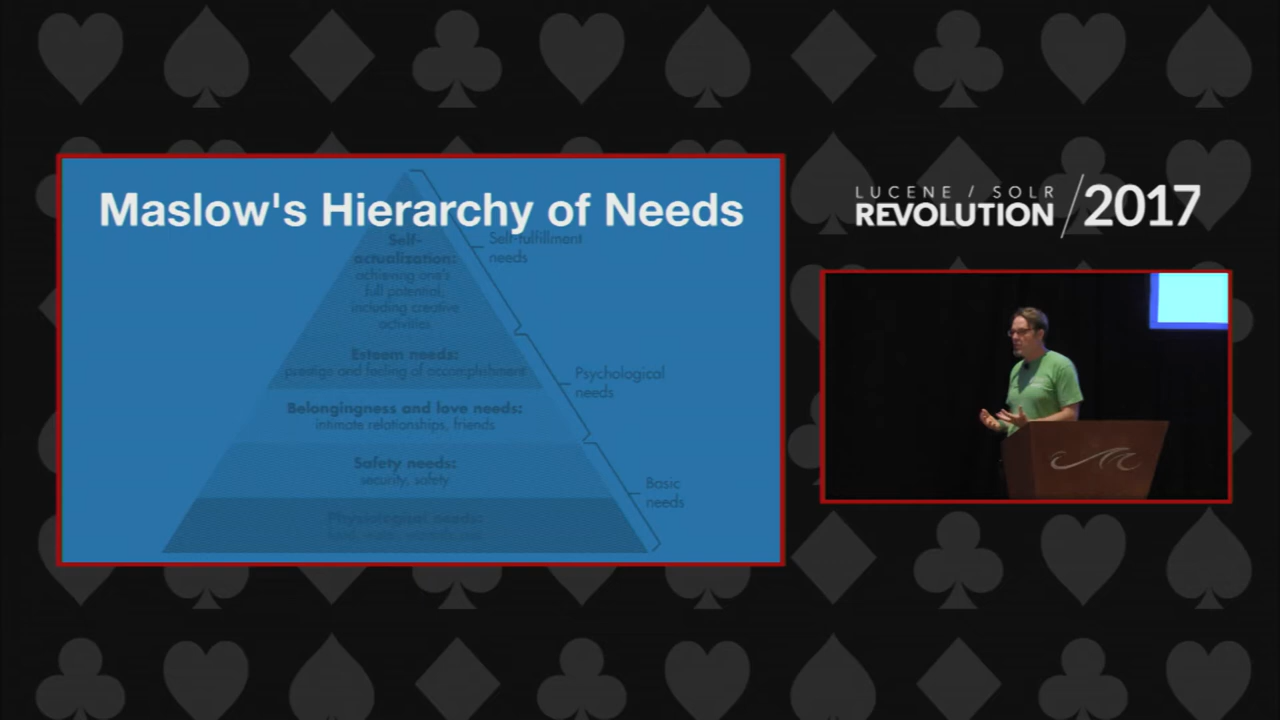 Maslow's Hierarchy of Needs
Self-
actualization:
achieving one's
full potential,
including creative
activities
Self-fulfillment
needs
Esteem needs:
prestige and feeling of accomplishment
Psychological
needs
Belongingness and love needs:
intimate relationships, friends
Safety needs:
security, safety
Basic
needs
Physiological needs:
LUCENE / SOLR
REVOLUTION / 2017